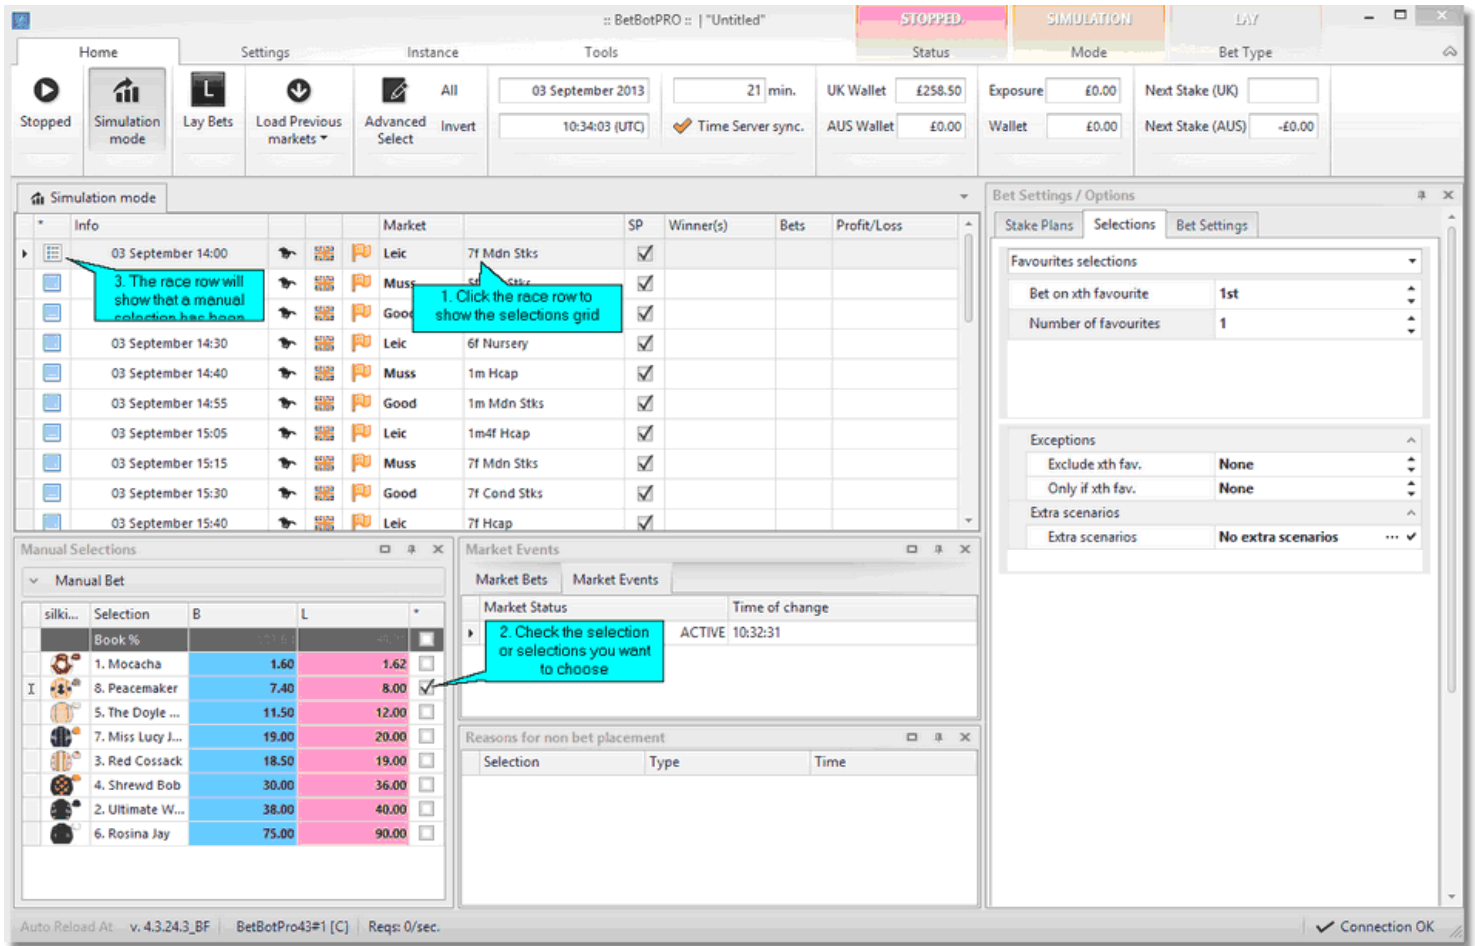 :: BetBotPRO :: | "Untitled"
STOPPED
SIMULATION
LAY
Home
Settings
Instance
Tools
Status
Mode
Bet Type
Stopped
Simulation mode
L
Lay Bets
Load Previous markets
Advanced Select
All
Invert
03 September 2013
10:34:03 (UTC)
21 min.
Time Server sync.
UK Wallet £258.50
AUS Wallet £0.00
Exposure £0.00
Wallet £0.00
Next Stake (UK)
Next Stake (AUS) -£0.00
Simulation mode
* Info Market SP Winner(s) Bets Profit/Loss
03 September 14:00 Leic 7f Mdn Stks
Muss Stks
Good
03 September 14:30 Leic 6f Nursery
03 September 14:40 Muss 1m Hcap
03 September 14:55 Good 1m Mdn Stks
03 September 15:05 Leic 1m4f Hcap
03 September 15:15 Muss 7f Mdn Stks
03 September 15:30 Good 7f Cond Stks
03 September 15:40 Leic 7f Hcap
3. The race row will
show that a manual
selection has been
1. Click the race row to
show the selections grid
Bet Settings / Options
Stake Plans Selections Bet Settings
Favourites selections
Bet on xth favourite 1st
Number of favourites 1
Exceptions
Exclude xth fav. None
Only if xth fav. None
Extra scenarios
Extra scenarios No extra scenarios ...
Manual Selections
Manual Bet
silki... Selection B L *
Book %
1. Mocacha 1.60 1.62
8. Peacemaker 7.40 8.00
5. The Doyle ... 11.50 12.00
7. Miss Lucy J... 19.00 20.00
3. Red Cossack 18.50 19.00
4. Shrewd Bob 30.00 36.00
2. Ultimate W... 38.00 40.00
6. Rosina Jay 75.00 90.00
Market Events
Market Bets Market Events
Market Status Time of change
ACTIVE 10:32:31
2. Check the selection
or selections you want
to choose
Reasons for non bet placement
Selection Type Time
Auto Reload At v. 4.3.24.3_BF BetBotPro43#1 [C] Reqs: 0/sec.
Connection OK